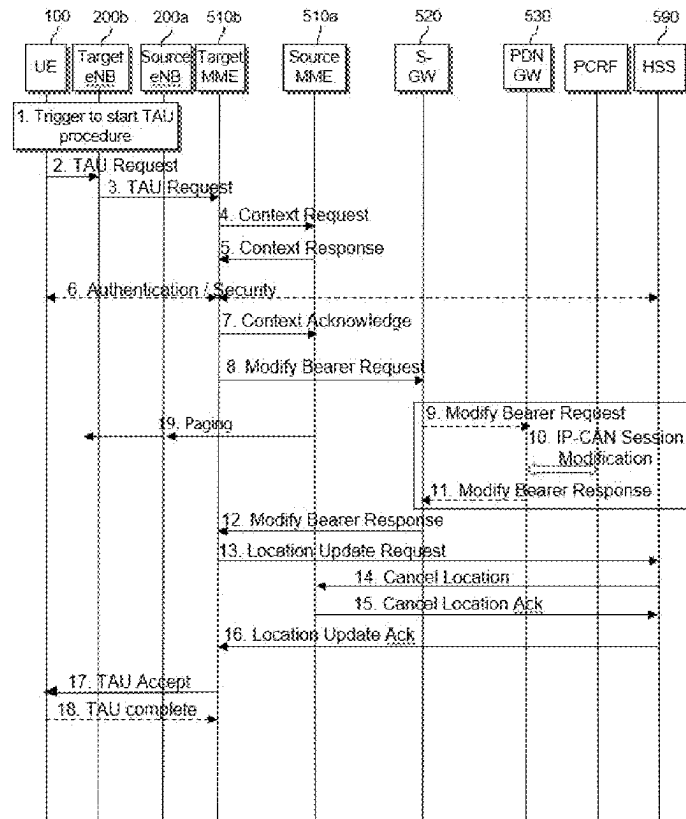 100 200b 200a 510b 510a 520 530 590
UE
Target eNB
Source eNB
Target MME
Source MME
S-GW
PDN GW
PCRF
HSS
1. Trigger to start TAU
procedure
2. TAU Request
3. TAU Request
4. Context Request
5. Context Response
6. Authentication / Security
7. Context Acknowledge
8. Modify Bearer Request
9. Modify Bearer Request
19. Paging
10. IP-CAN Session
Modification
11. Modify Bearer Response
12. Modify Bearer Response
13. Location Update Request
14. Cancel Location
15. Cancel Location Ack
16. Location Update Ack
17. TAU Accept
18. TAU complete